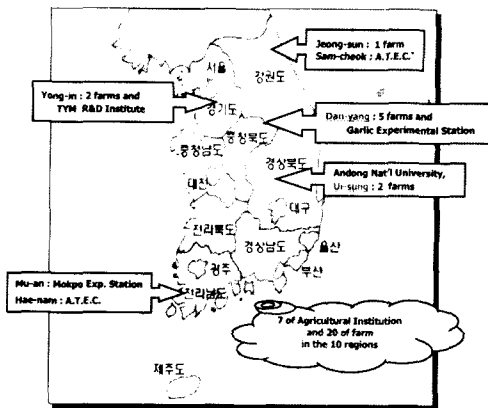 Jeong-sun : 1 farm
Sam-cheok : A.T.E.C.*
서울
강원도
Yong-in : 2 farms and
TYM R&D Institute
경기도
Dan-yang : 5 farms and
Garlic Experimental Station
충청북도
충청남도
경상북도
Andong Nat'l University,
Ui-sung : 2 farms
대전
대구
전라북도
경상남도
울산
부산
광주
Mu-an : Mokpo Exp. Station
Hae-nam : A.T.E.C.
전라남도
7 of Agricultural Institution
and 20 of farm
in the 10 regions
제주도